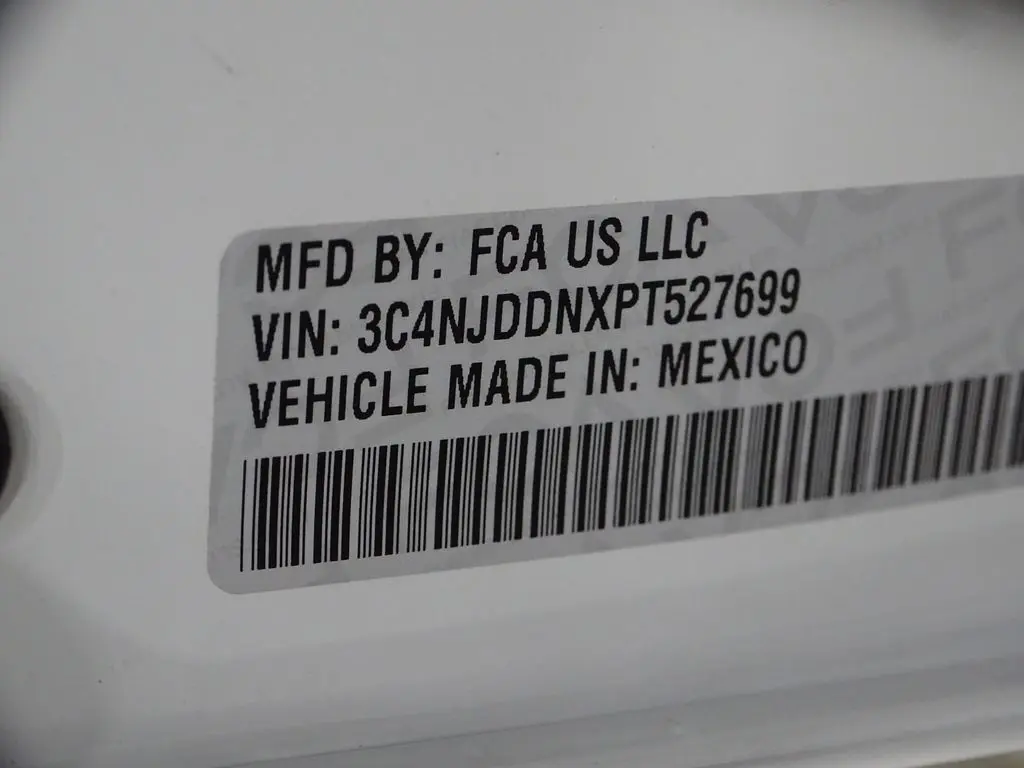 MFD BY: FCA US LLC
VIN: 3C4NJDDNXPT527699
VEHICLE MADE IN: MEXICO